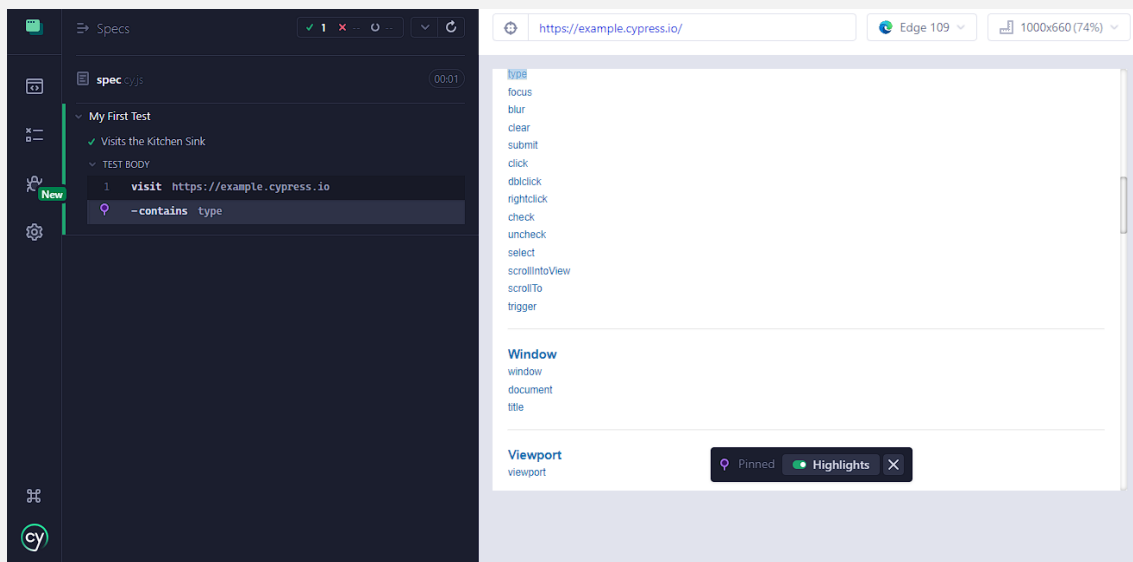 Specs
1 -- --
spec.cy.js
00:01
My First Test
Visits the Kitchen Sink
TEST BODY
1 visit https://example.cypress.io
-contains type
New
cy
https://example.cypress.io/
Edge 109
1000x660 (74%)
type
focus
blur
clear
submit
click
dblclick
rightclick
check
uncheck
select
scrollIntoView
scrollTo
trigger
Window
window
document
title
Viewport
viewport
Pinned
Highlights